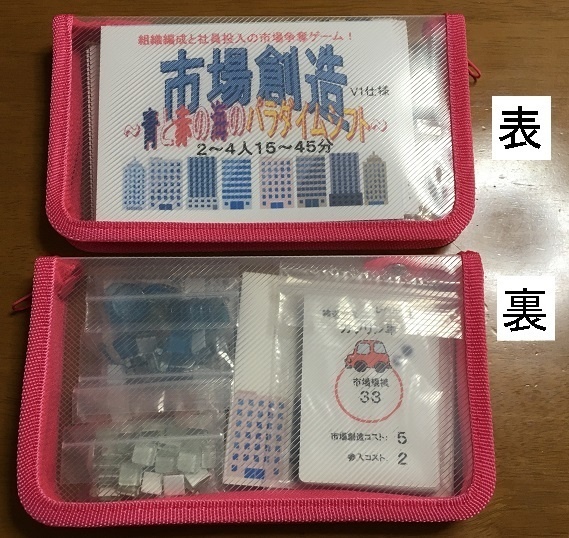 組織編成と社員投入の市場争奪ゲーム!
市場創造
V1仕様
~青と赤の海のパラダイムシフト~
2~4人15~45分
表
裏
市場規模
33
市場創造コスト: 5
参入コスト: 2